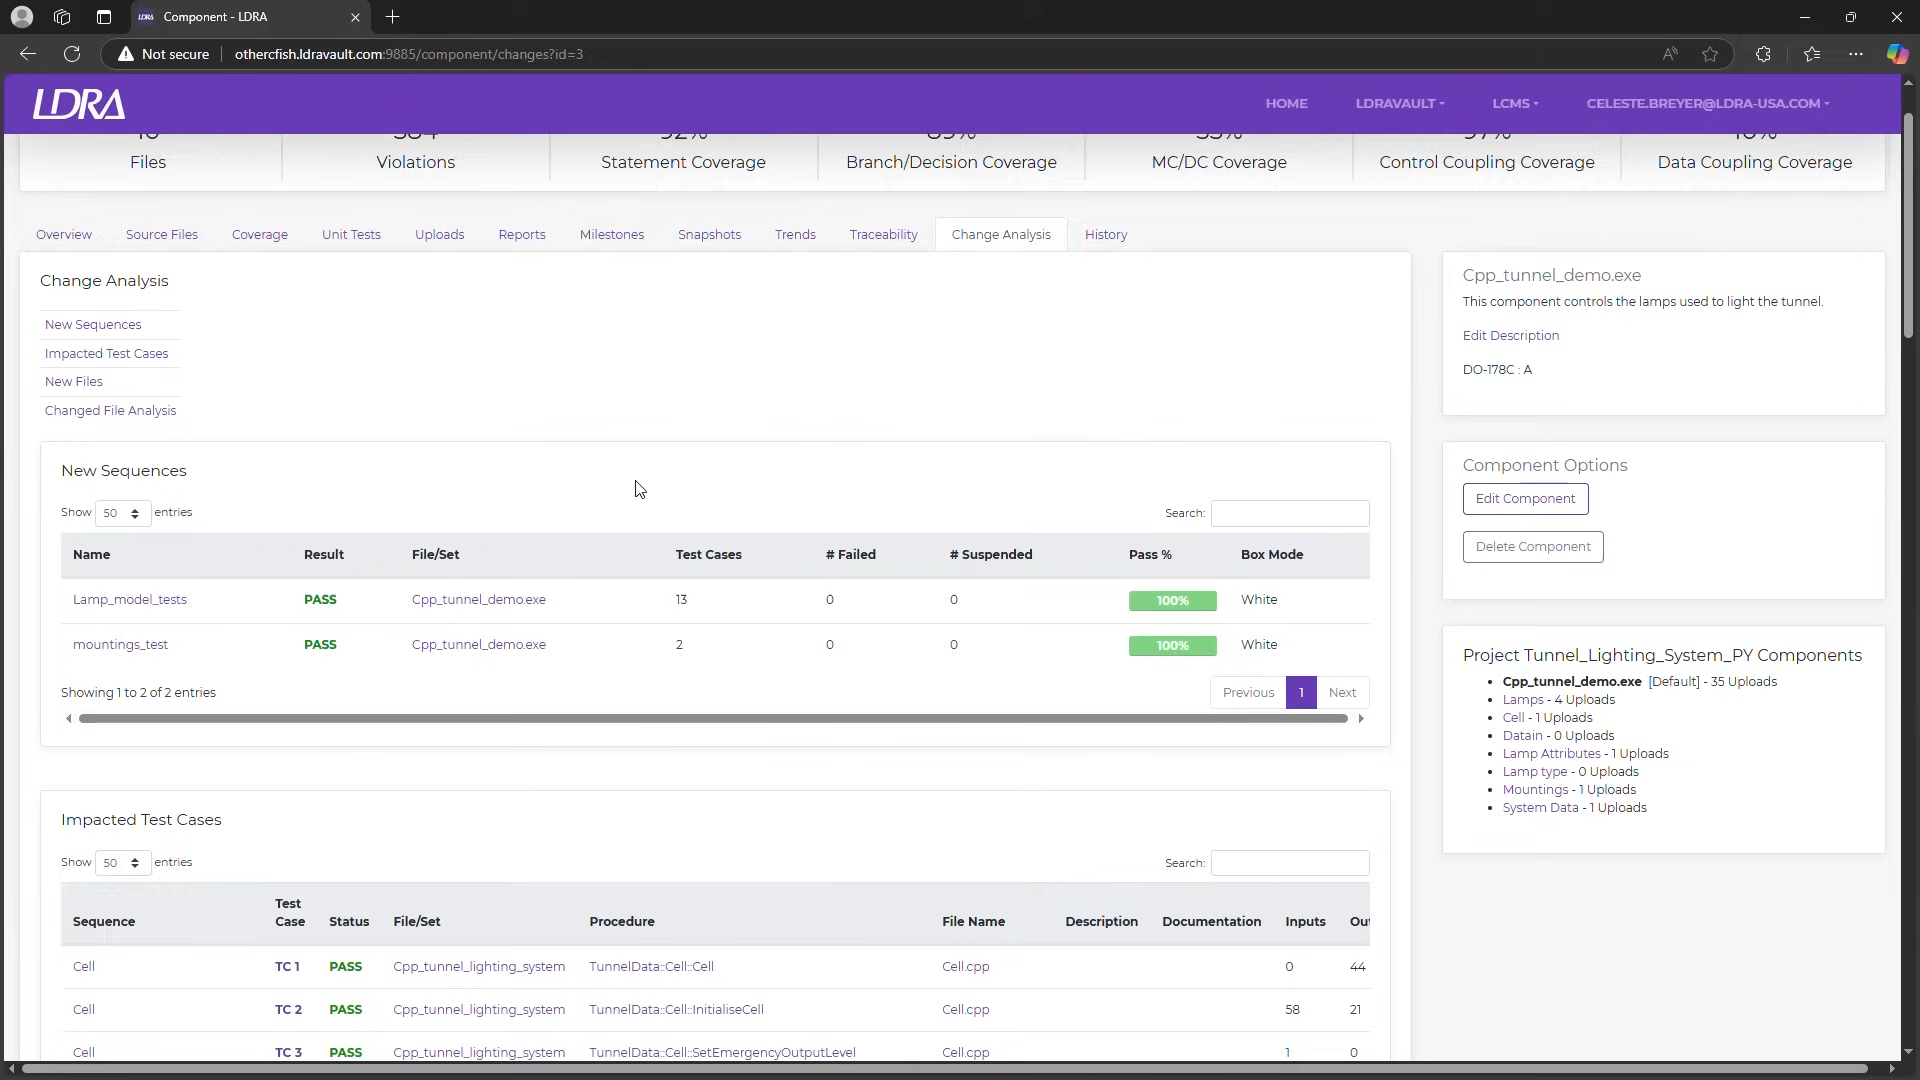 Component - LDRA
Not secure othercfish.ldravault.com:9885/component/changes?id=3
LDRA
HOME LDRAVAULT LCMS CELESTE.BREYER@LDRA-USA.COM
Files Violations Statement Coverage Branch/Decision Coverage MC/DC Coverage Control Coupling Coverage Data Coupling Coverage
Overview Source Files Coverage Unit Tests Uploads Reports Milestones Snapshots Trends Traceability Change Analysis History
Change Analysis
New Sequences
Impacted Test Cases
New Files
Changed File Analysis
New Sequences
Show 50 entries Search:
Name Result File/Set Test Cases # Failed # Suspended Pass % Box Mode
Lamp_model_tests PASS Cpp_tunnel_demo.exe 13 0 0 100% White
mountings_test PASS Cpp_tunnel_demo.exe 2 0 0 100% White
Showing 1 to 2 of 2 entries Previous 1 Next
Impacted Test Cases
Show 50 entries Search:
Sequence Test Case Status File/Set Procedure File Name Description Documentation Inputs Out
Cell TC 1 PASS Cpp_tunnel_lighting_system TunnelData::Cell::Cell Cell.cpp 0 44
Cell TC 2 PASS Cpp_tunnel_lighting_system TunnelData::Cell::InitialiseCell Cell.cpp 58 21
Cell TC 3 PASS Cpp_tunnel_lighting_system TunnelData::Cell::SetEmergencyOutputLevel Cell.cpp 1 0
Cpp_tunnel_demo.exe
This component controls the lamps used to light the tunnel.
Edit Description
DO-178C : A
Component Options
Edit Component
Delete Component
Project Tunnel_Lighting_System_PY Components
Cpp_tunnel_demo.exe [Default] - 35 Uploads
Lamps - 4 Uploads
Cell - 1 Uploads
Datain - 0 Uploads
Lamp Attributes - 1 Uploads
Lamp type - 0 Uploads
Mountings - 1 Uploads
System Data - 1 Uploads